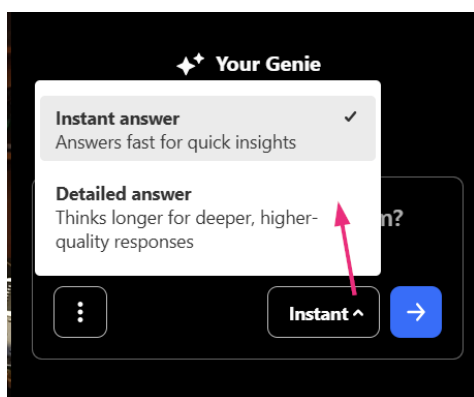 Your Genie
Instant answer
Answers fast for quick insights
Detailed answer
Thinks longer for deeper, higher-
quality responses
?
Instant